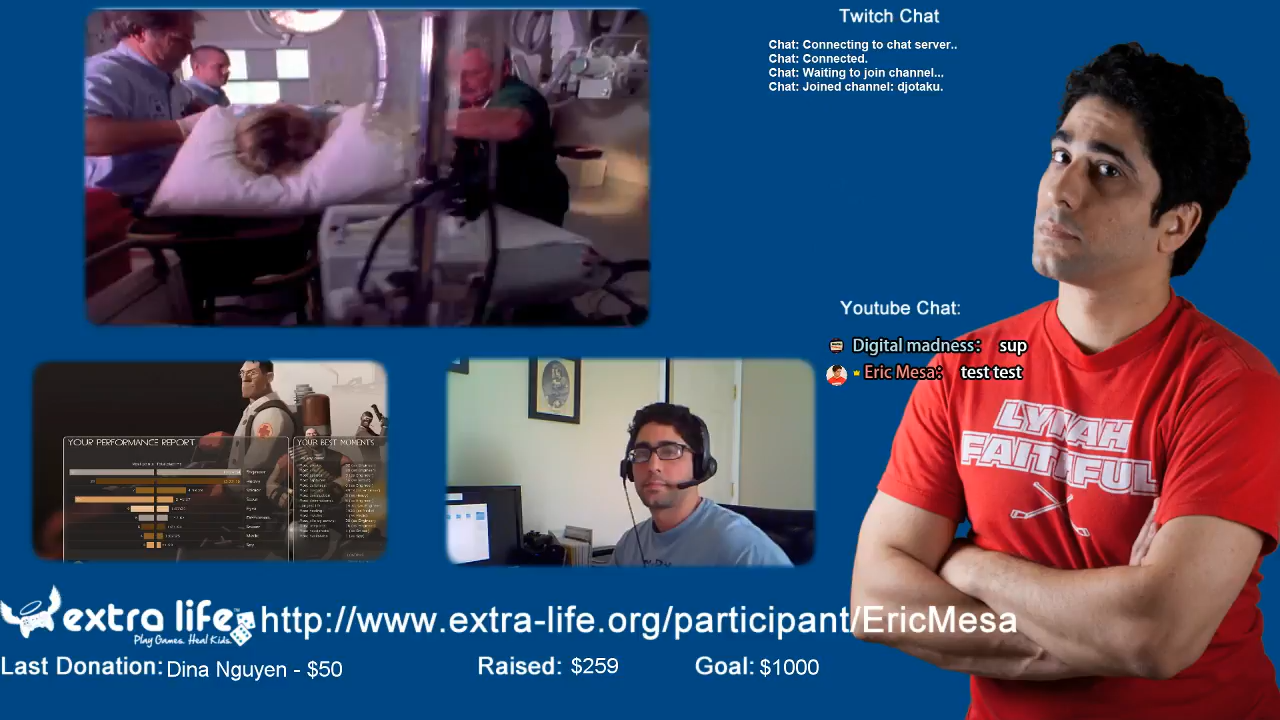 Twitch Chat
Chat: Connecting to chat server..
Chat: Connected.
Chat: Waiting to join channel...
Chat: Joined channel: djotaku.
Youtube Chat:
Digital madness: sup
Eric Mesa: test test
LYNAH
FAITHFUL
YOUR PERFORMANCE REPORT
YOUR BEST MOMENTS
extra life
Play Games. Heal Kids.
http://www.extra-life.org/participant/EricMesa
Last Donation: Dina Nguyen - $50
Raised: $259
Goal: $1000